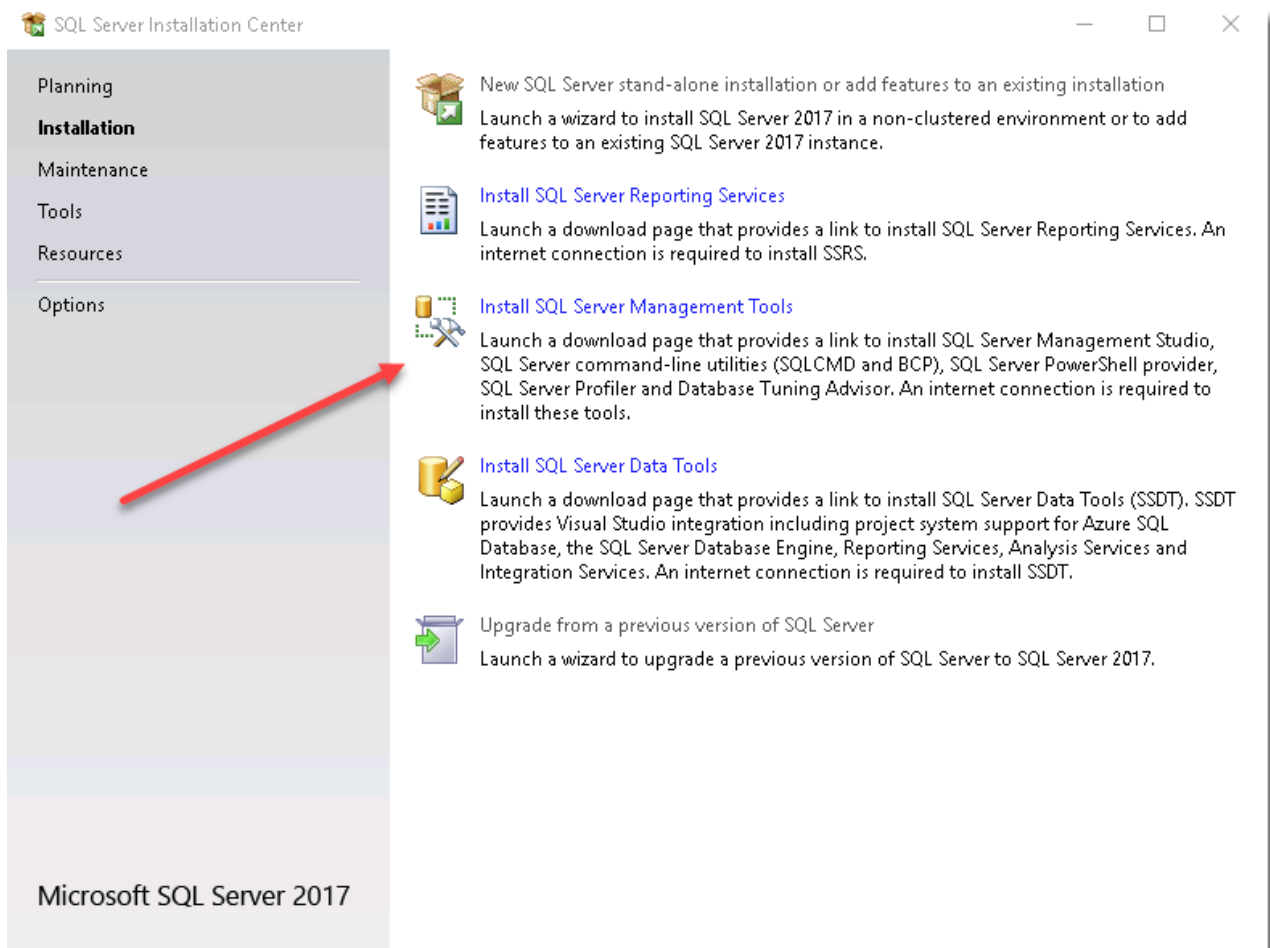 SQL Server Installation Center
Planning
Installation
Maintenance
Tools
Resources
Options
Microsoft SQL Server 2017
New SQL Server stand-alone installation or add features to an existing installation
Launch a wizard to install SQL Server 2017 in a non-clustered environment or to add
features to an existing SQL Server 2017 instance.
Install SQL Server Reporting Services
Launch a download page that provides a link to install SQL Server Reporting Services. An
internet connection is required to install SSRS.
Install SQL Server Management Tools
Launch a download page that provides a link to install SQL Server Management Studio,
SQL Server command-line utilities (SQLCMD and BCP), SQL Server PowerShell provider,
SQL Server Profiler and Database Tuning Advisor. An internet connection is required to
install these tools.
Install SQL Server Data Tools
Launch a download page that provides a link to install SQL Server Data Tools (SSDT). SSDT
provides Visual Studio integration including project system support for Azure SQL
Database, the SQL Server Database Engine, Reporting Services, Analysis Services and
Integration Services. An internet connection is required to install SSDT.
Upgrade from a previous version of SQL Server
Launch a wizard to upgrade a previous version of SQL Server to SQL Server 2017.